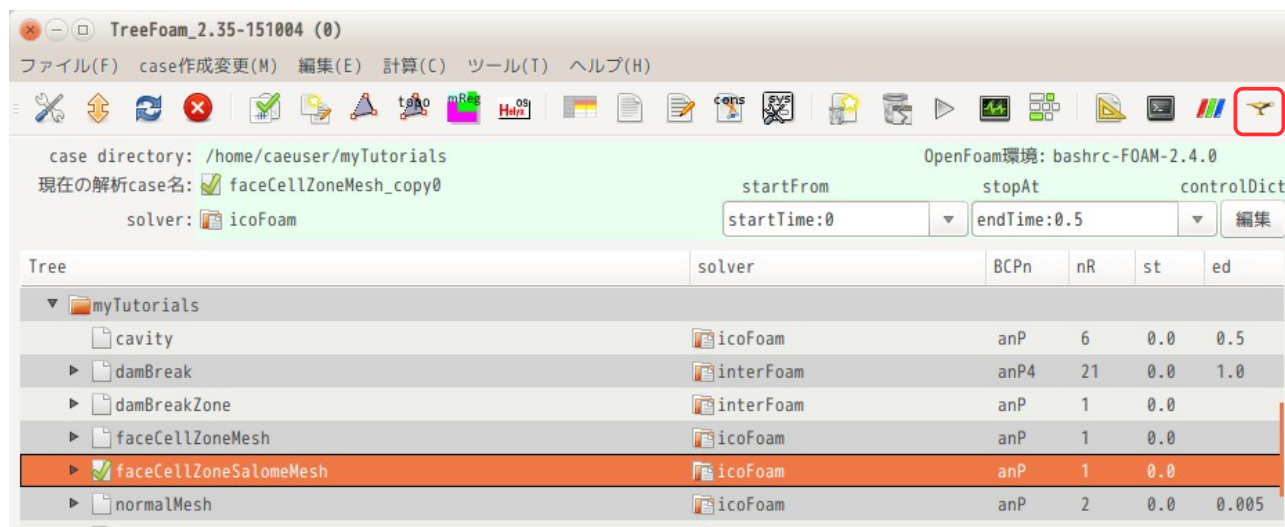 TreeFoam_2.35-151004 (0)
ファイル(F) case作成変更(M) 編集(E) 計算(C) ツール(T) ヘルプ(H)
topo mReg Helyx OS cons SYS
case directory: /home/caeuser/myTutorials OpenFoam環境: bashrc-FOAM-2.4.0
現在の解析case名: faceCellZoneMesh_copy0 startFrom stopAt controlDict
solver: icoFoam startTime:0 endTime:0.5 編集
Tree solver BCPn nR st ed
myTutorials
cavity icoFoam anP 6 0.0 0.5
damBreak interFoam anP4 21 0.0 1.0
damBreakZone interFoam anP 1 0.0
faceCellZoneMesh icoFoam anP 1 0.0
faceCellZoneSalomeMesh icoFoam anP 1 0.0
normalMesh icoFoam anP 2 0.0 0.005